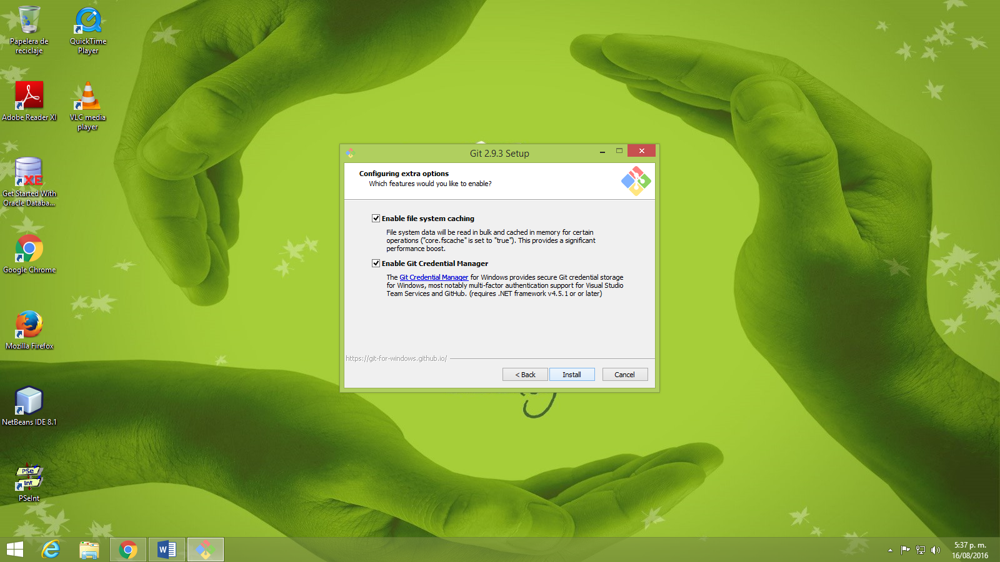 Papelera de
reciclaje
QuickTime
Player
Adobe Reader XI
VLC media
player
XE
Get Started With
Oracle Databa...
Google Chrome
Mozilla Firefox
NetBeans IDE 8.1
PSe
Int
PSeInt
Git 2.9.3 Setup
Configuring extra options
Which features would you like to enable?
Enable file system caching
File system data will be read in bulk and cached in memory for certain
operations ("core.fscache" is set to "true"). This provides a significant
performance boost.
Enable Git Credential Manager
The Git Credential Manager for Windows provides secure Git credential storage
for Windows, most notably multi-factor authentication support for Visual Studio
Team Services and GitHub. (requires .NET framework v4.5.1 or or later)
https://git-for-windows.github.io/
< Back
Install
Cancel
W
5:37 p. m.
16/08/2016